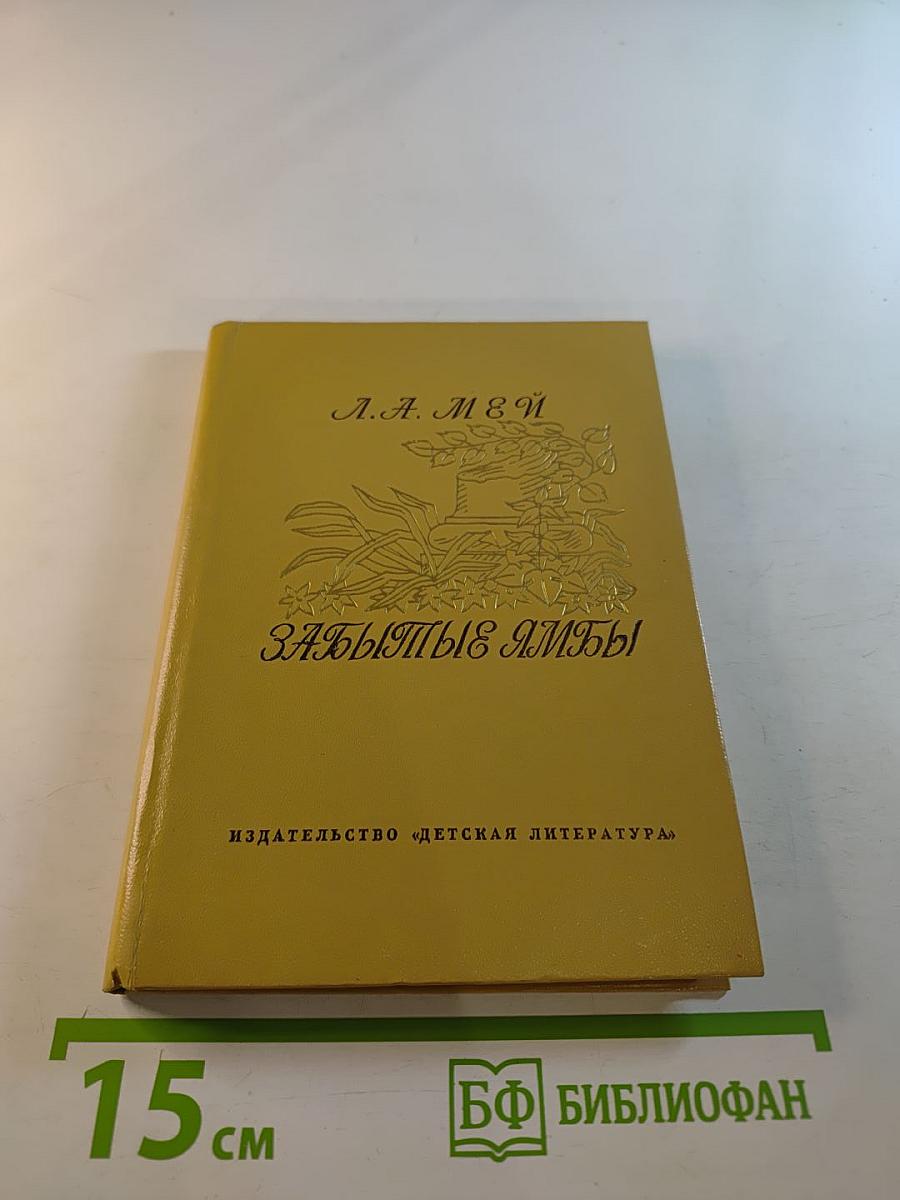 Л. А. МЕЙ
ЗАБЫТЫЕ ЯМБЫ
ИЗДАТЕЛЬСТВО «ДЕТСКАЯ ЛИТЕРАТУРА»
15 см
БФ БИБЛИОФАН